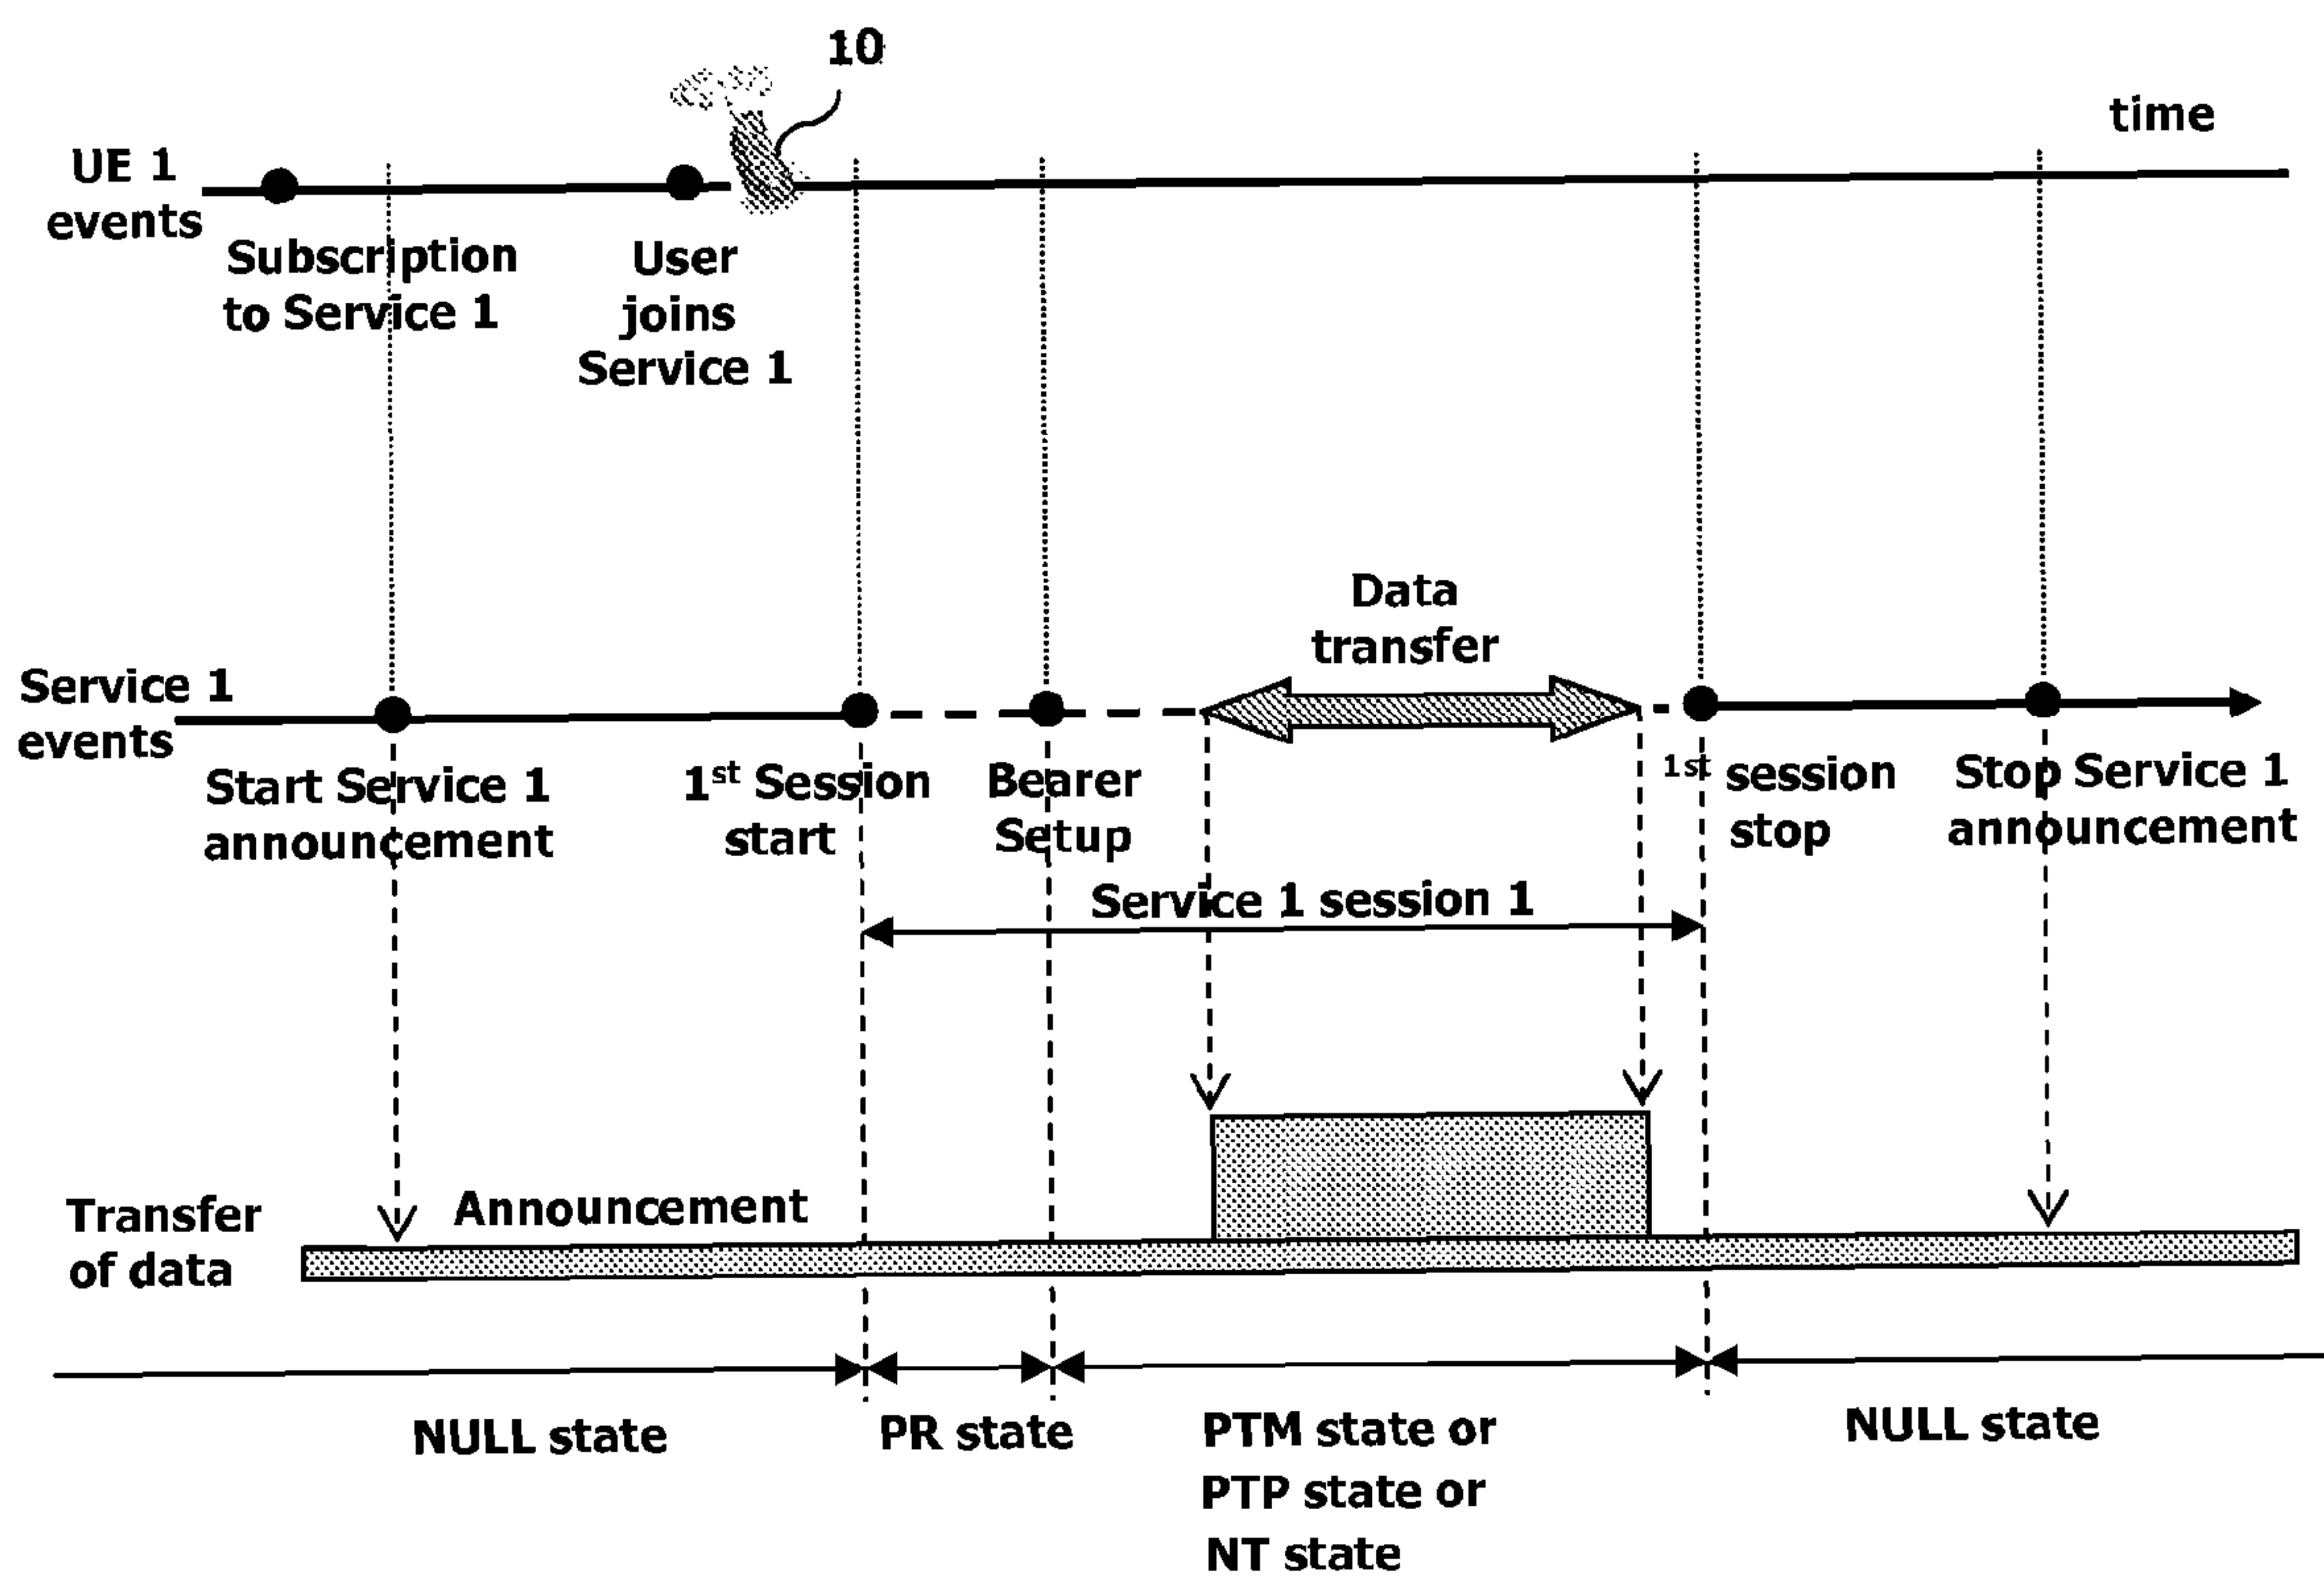 10
time
UE 1
events
Subscription
to Service 1
User
joins
Service 1
Data
transfer
Service 1
events
Start Service 1
announcement
1st Session
start
Bearer
Setup
1st session
stop
Stop Service 1
announcement
Service 1 session 1
Transfer
of data
Announcement
NULL state
PR state
PTM state or
PTP state or
NT state
NULL state